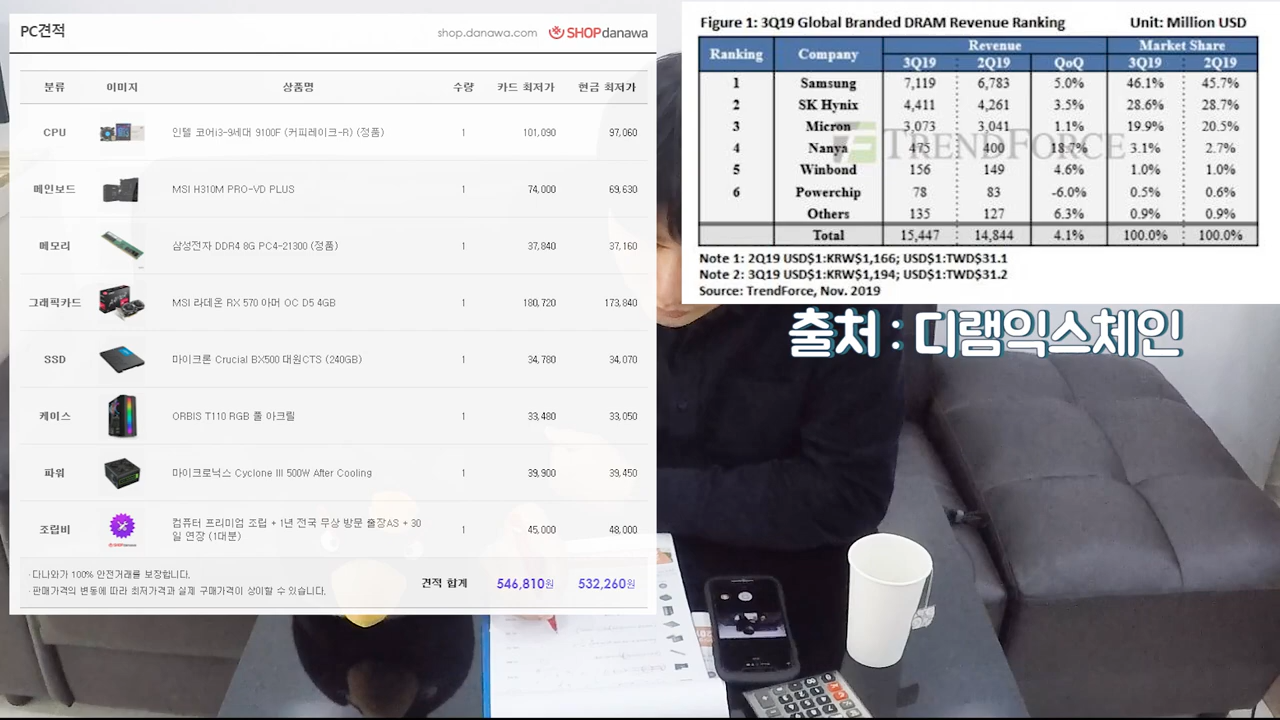 PC견적
shop.danawa.com SHOPdanawa
분류 이미지 상품명 수량 카드 최저가 현금 최저가
CPU 인텔 코어i3-9세대 9100F (커피레이크-R) (정품) 1 101,090 97,060
메인보드 MSI H310M PRO-VD PLUS 1 74,000 69,630
메모리 삼성전자 DDR4 8G PC4-21300 (정품) 1 37,840 37,160
그래픽카드 MSI 라데온 RX 570 아머 OC D5 4GB 1 180,720 173,840
SSD 마이크론 Crucial BX500 대원CTS (240GB) 1 34,780 34,070
케이스 ORBIS T110 RGB 풀 아크릴 1 33,480 33,050
파워 마이크로닉스 Cyclone III 500W After Cooling 1 39,900 39,450
조립비 컴퓨터 프리미엄 조립 + 1년 전국 무상 방문 출장AS + 30
일 연장 (1대분) 1 45,000 48,000
· 다나와가 100% 안전거래를 보장합니다.
· 판매가격의 변동에 따라 최저가격과 실제 구매가격이 상이할 수 있습니다.
견적 합계 546,810원 532,260원
Figure 1: 3Q19 Global Branded DRAM Revenue Ranking Unit: Million USD
Ranking Company Revenue Market Share
3Q19 2Q19 QoQ 3Q19 2Q19
1 Samsung 7,119 6,783 5.0% 46.1% 45.7%
2 SK Hynix 4,411 4,261 3.5% 28.6% 28.7%
3 Micron 3,073 3,041 1.1% 19.9% 20.5%
4 Nanya 475 400 18.7% 3.1% 2.7%
TRENDFORCE
5 Winbond 156 149 4.6% 1.0% 1.0%
6 Powerchip 78 83 -6.0% 0.5% 0.6%
Others 135 127 6.3% 0.9% 0.9%
Total 15,447 14,844 4.1% 100.0% 100.0%
Note 1: 2Q19 USD$1:KRW$1,166; USD$1:TWD$31.1
Note 2: 3Q19 USD$1:KRW$1,194; USD$1:TWD$31.2
Source: TrendForce, Nov. 2019
출처 : 디램익스체인